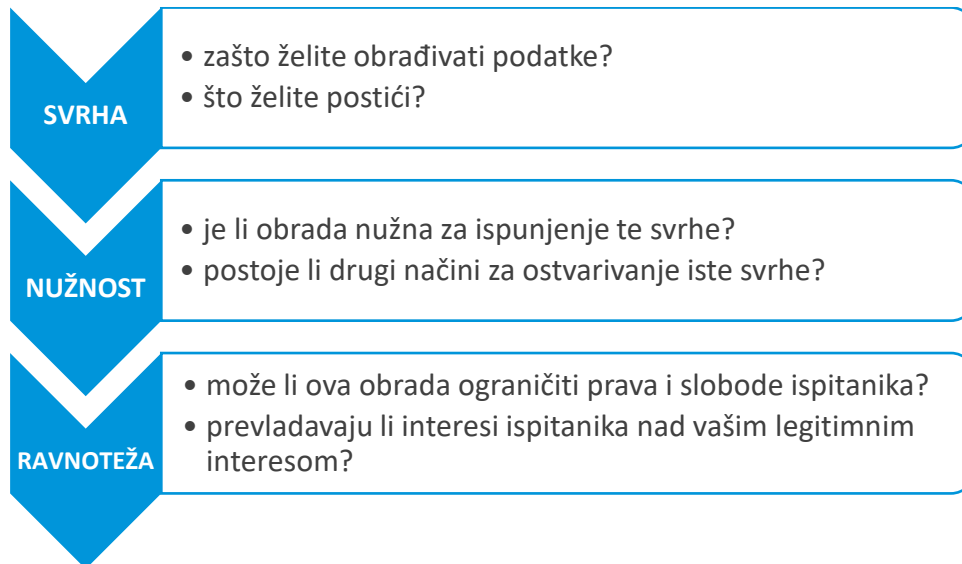 SVRHA
• zašto želite obrađivati podatke?
• što želite postići?
NUŽNOST
• je li obrada nužna za ispunjenje te svrhe?
• postoje li drugi načini za ostvarivanje iste svrhe?
RAVNOTEŽA
• može li ova obrada ograničiti prava i slobode ispitanika?
• prevladavaju li interesi ispitanika nad vašim legitimnim
interesom?